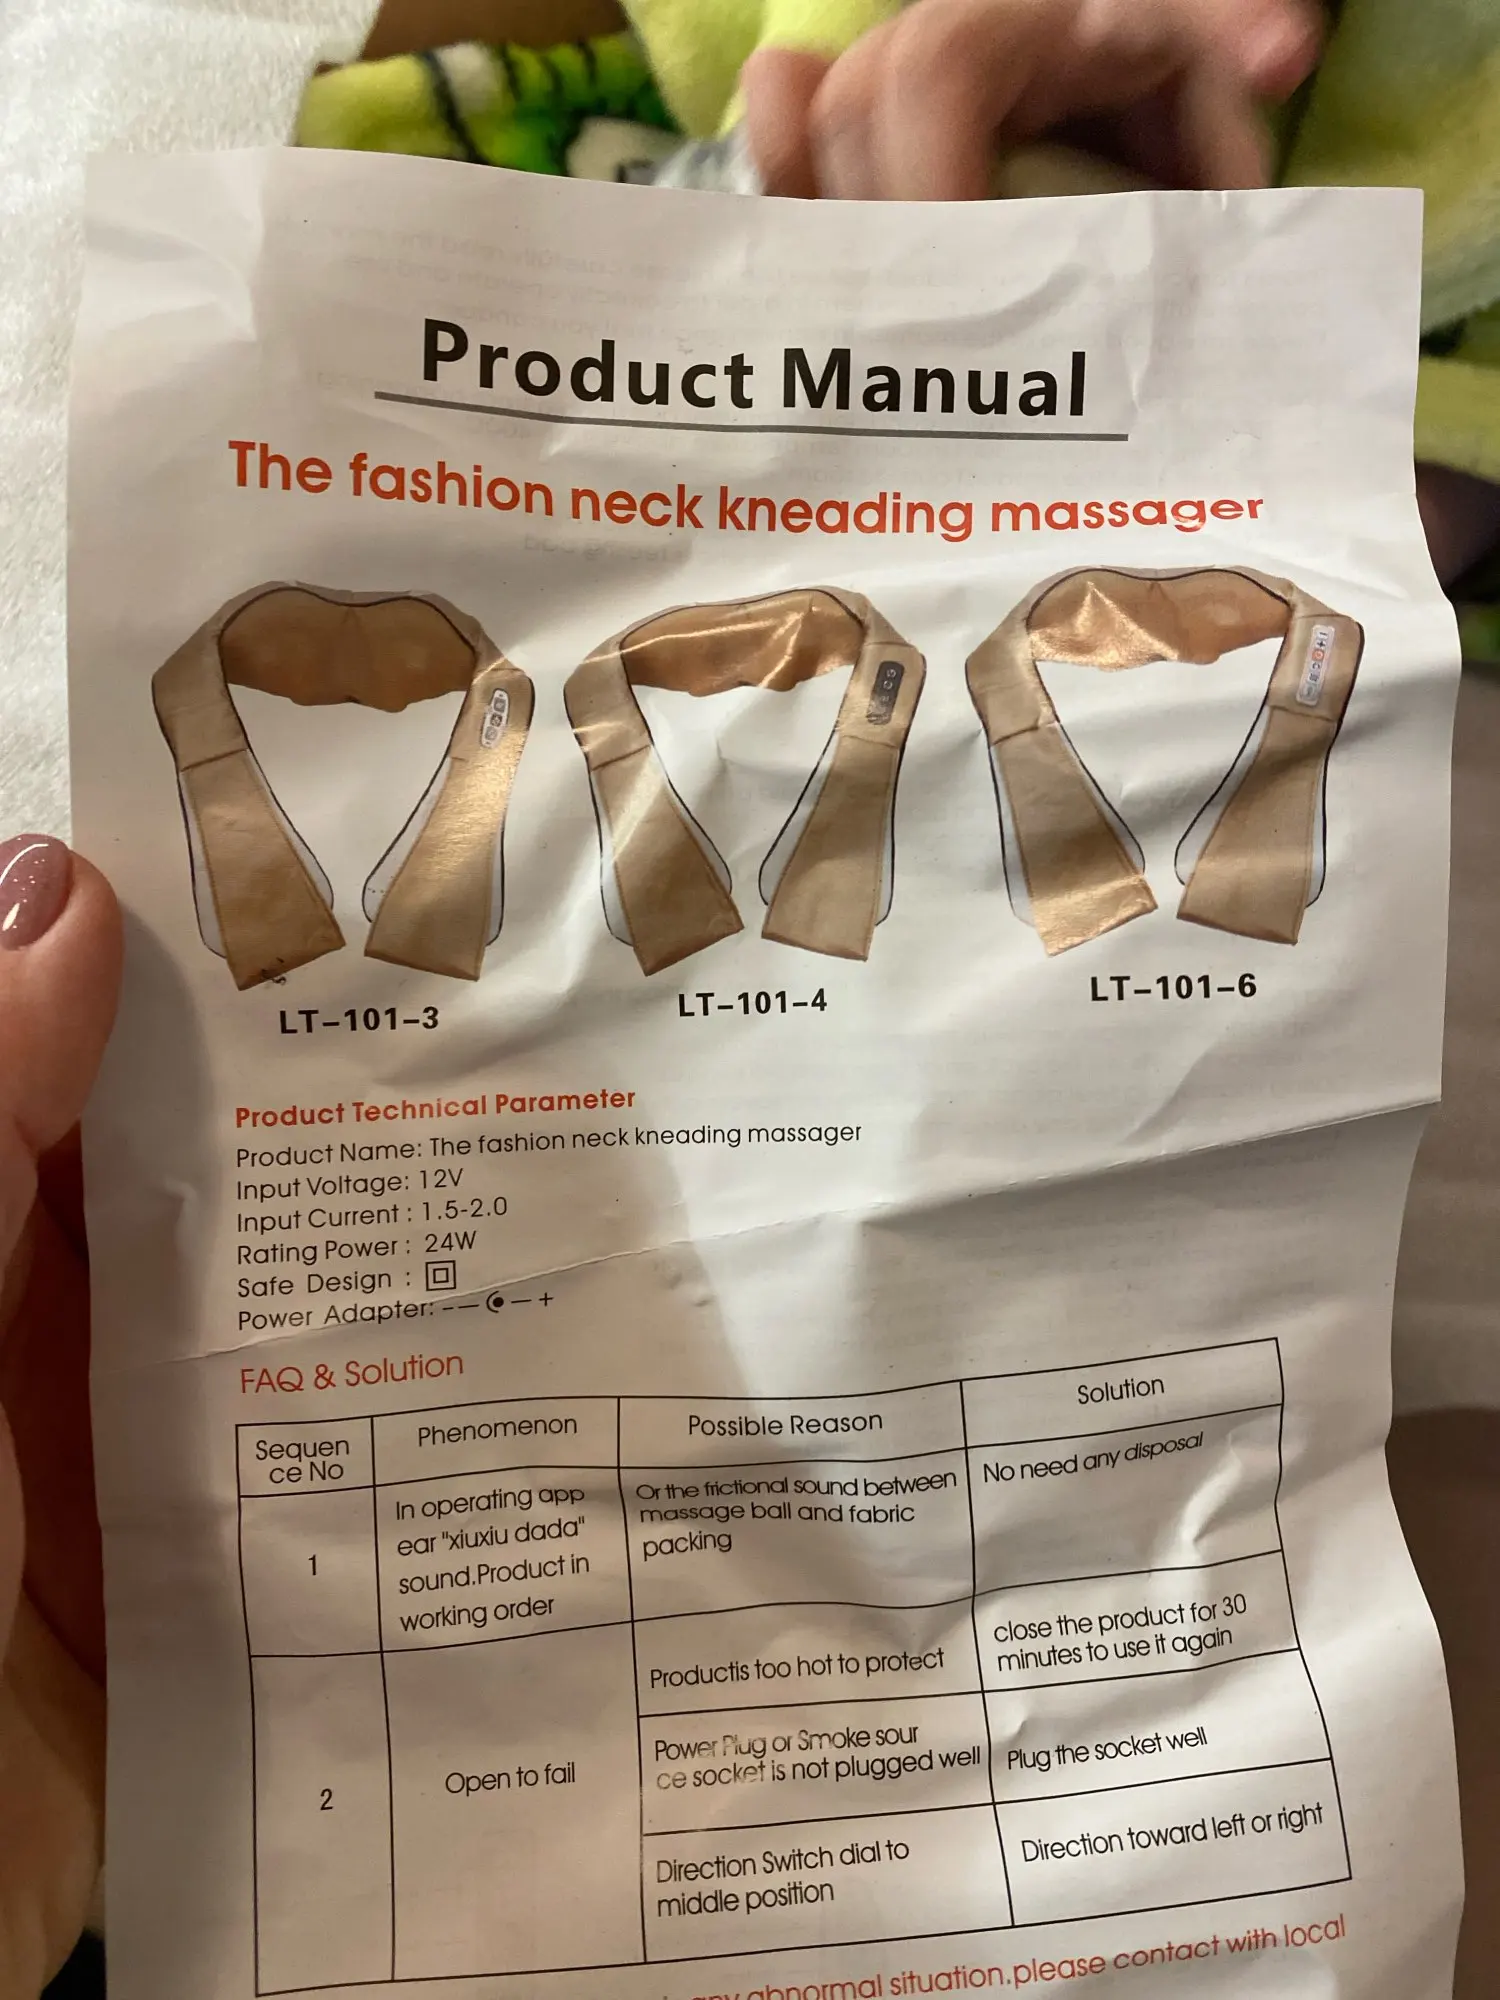 Product Manual
The fashion neck kneading massager
LT-101-3
LT-101-4
LT-101-6
Product Technical Parameter
Product Name: The fashion neck kneading massager
Input Voltage: 12V
Input Current : 1.5-2.0
Rating Power : 24W
Safe Design :
Power Adapter: - — — +
FAQ & Solution
Sequen
ce No
Phenomenon
Possible Reason
Solution
1
In operating app
ear "xiuxiu dada"
sound.Product in
working order
Or the frictional sound between
massage ball and fabric
packing
No need any disposal
2
Open to fail
Productis too hot to protect
close the product for 30
minutes to use it again
Power Plug or Smoke sour
ce socket is not plugged well
Plug the socket well
Direction Switch dial to
middle position
Direction toward left or right
any abnormal situation.please contact with local